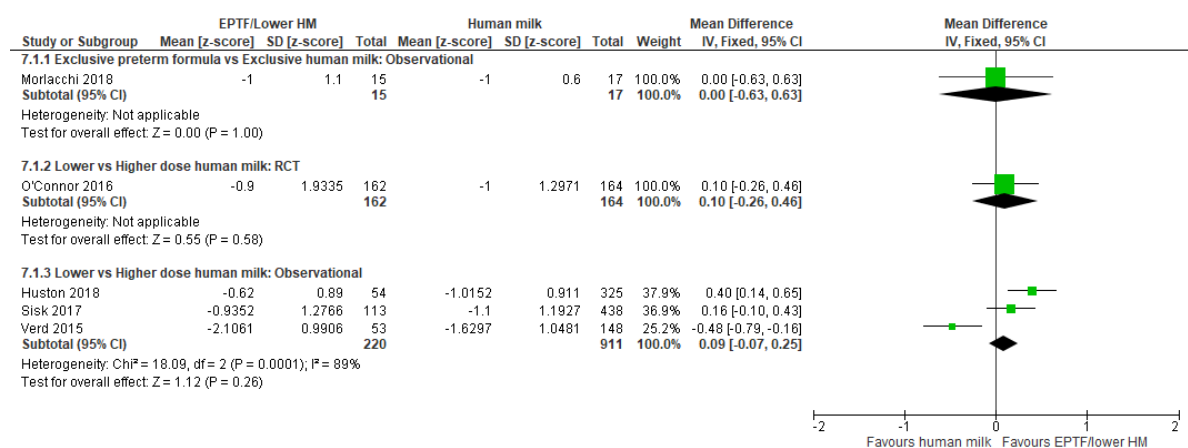 EPTF/Lower HM Human milk Mean Difference Mean Difference
Study or Subgroup Mean [z-score] SD [z-score] Total Mean [z-score] SD [z-score] Total Weight IV, Fixed, 95% CI IV, Fixed, 95% CI
7.1.1 Exclusive preterm formula vs Exclusive human milk: Observational
Morlacchi 2018 -1 1.1 15 -1 0.6 17 100.0% 0.00 [-0.63, 0.63]
Subtotal (95% CI) 15 17 100.0% 0.00 [-0.63, 0.63]
Heterogeneity: Not applicable
Test for overall effect: Z = 0.00 (P = 1.00)
7.1.2 Lower vs Higher dose human milk: RCT
O'Connor 2016 -0.9 1.9335 162 -1 1.2971 164 100.0% 0.10 [-0.26, 0.46]
Subtotal (95% CI) 162 164 100.0% 0.10 [-0.26, 0.46]
Heterogeneity: Not applicable
Test for overall effect: Z = 0.55 (P = 0.58)
7.1.3 Lower vs Higher dose human milk: Observational
Huston 2018 -0.62 0.89 54 -1.0152 0.911 325 37.9% 0.40 [0.14, 0.65]
Sisk 2017 -0.9352 1.2766 113 -1.1 1.1927 438 36.9% 0.16 [-0.10, 0.43]
Verd 2015 -2.1061 0.9906 53 -1.6297 1.0481 148 25.2% -0.48 [-0.79, -0.16]
Subtotal (95% CI) 220 911 100.0% 0.09 [-0.07, 0.25]
Heterogeneity: Chi² = 18.09, df = 2 (P = 0.0001); I² = 89%
Test for overall effect: Z = 1.12 (P = 0.26)
-2 -1 0 1 2
Favours human milk Favours EPTF/lower HM